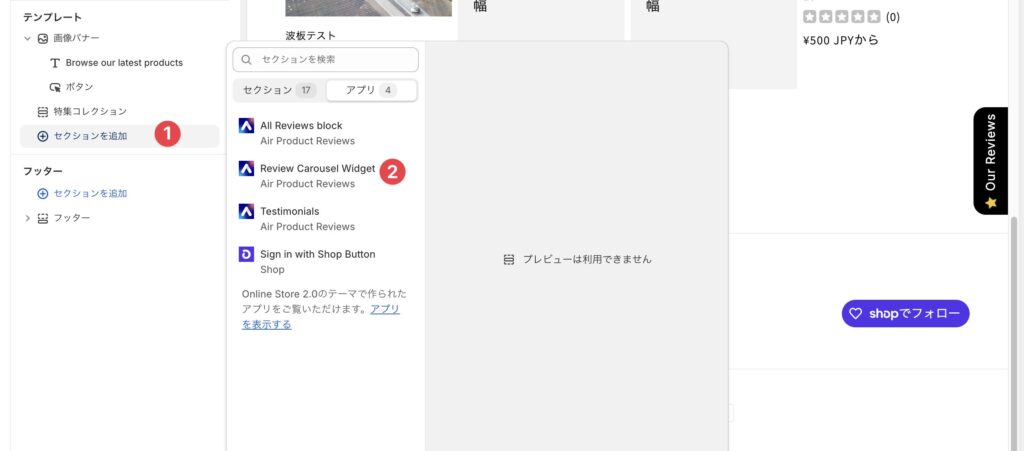 テンプレート
画像バナー
Browse our latest products
ボタン
特集コレクション
セクションを追加
1
フッター
セクションを追加
フッター
波板テスト
幅
幅
(0)
¥500 JPYから
セクションを検索
セクション 17
アプリ 4
All Reviews block
Air Product Reviews
Review Carousel Widget
2
Air Product Reviews
Testimonials
Air Product Reviews
Sign in with Shop Button
Shop
Online Store 2.0のテーマで作られた
アプリをご覧いただけます。アプリ
を表示する
プレビューは利用できません
Our Reviews
shopでフォロー